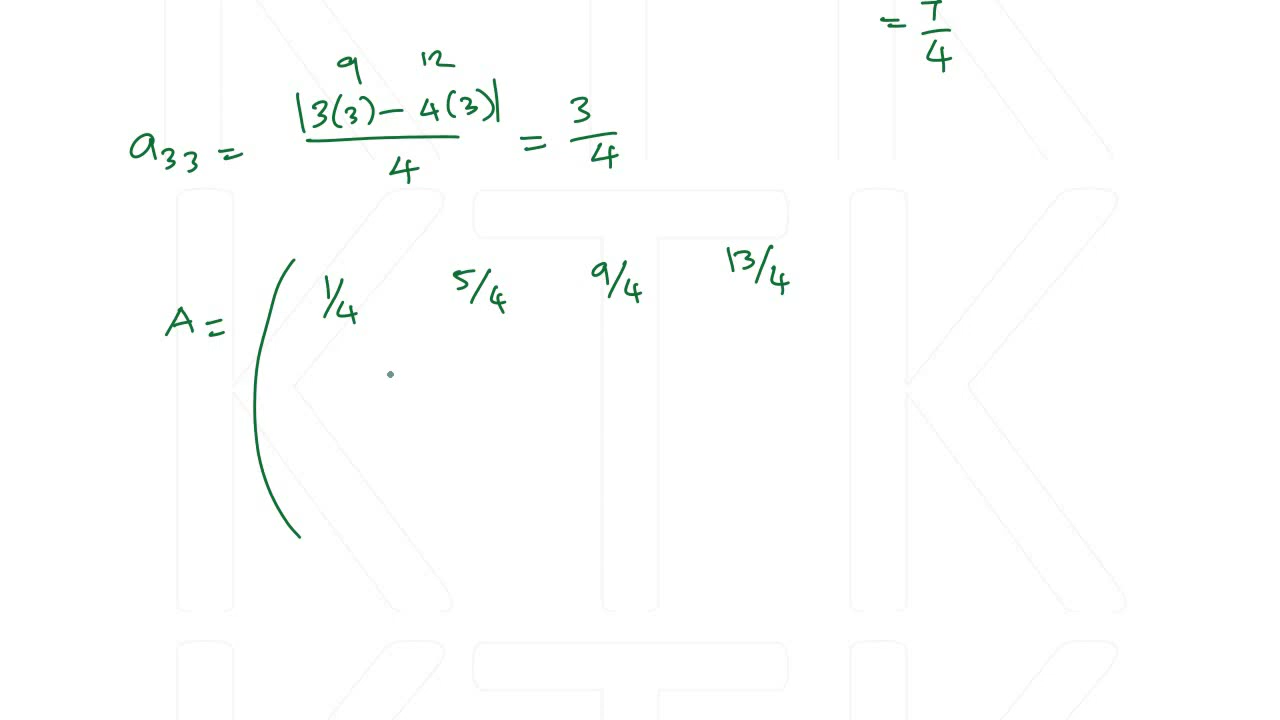 = 7/4
9 12
a₃₃ = |3(3) - 4(3)| / 4 = 3/4
A = ( 1/4 5/4 9/4 13/4
KTK